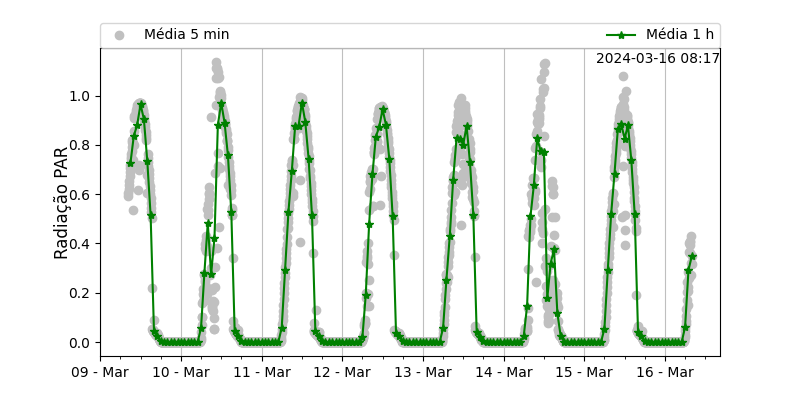 Média 5 min
Média 1 h
2024-03-16 08:17
Radiação PAR
1.0
0.8
0.6
0.4
0.2
0.0
09 - Mar
10 - Mar
11 - Mar
12 - Mar
13 - Mar
14 - Mar
15 - Mar
16 - Mar